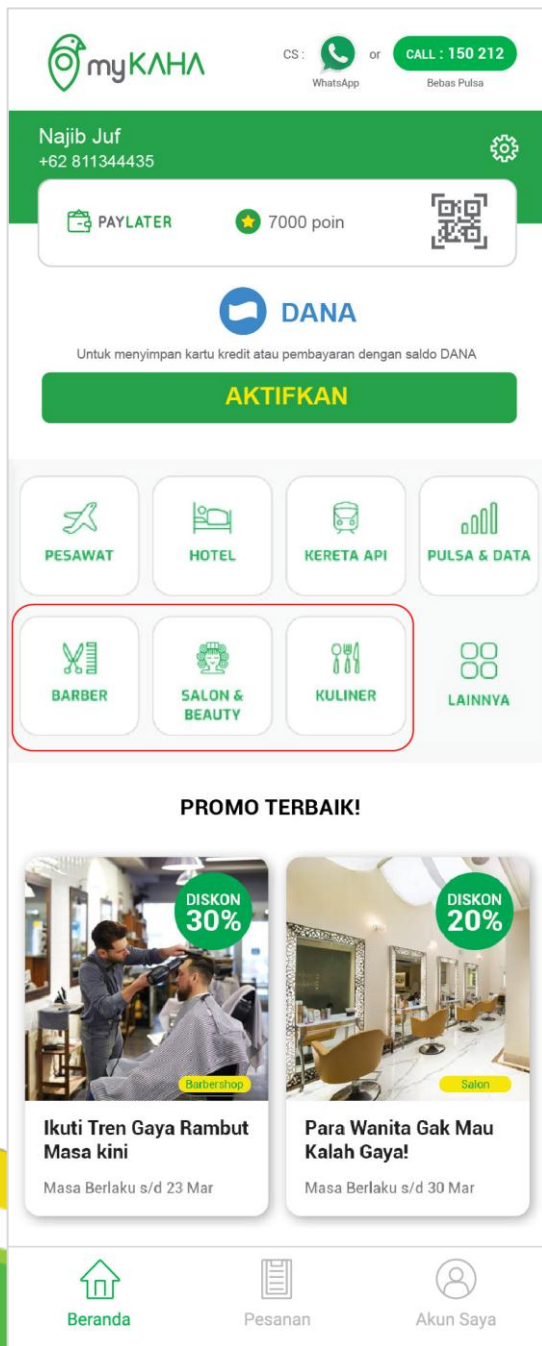 myKAHA
CS : WhatsApp or CALL : 150 212
Bebas Pulsa
Najib Juf
+62 811344435
PAYLATER
7000 poin
DANA
Untuk menyimpan kartu kredit atau pembayaran dengan saldo DANA
AKTIFKAN
PESAWAT
HOTEL
KERETA API
PULSA & DATA
BARBER
SALON &
BEAUTY
KULINER
LAINNYA
PROMO TERBAIK!
DISKON
30%
Barbershop
Ikuti Tren Gaya Rambut
Masa kini
Masa Berlaku s/d 23 Mar
DISKON
20%
Salon
Para Wanita Gak Mau
Kalah Gaya!
Masa Berlaku s/d 30 Mar
Beranda
Pesanan
Akun Saya